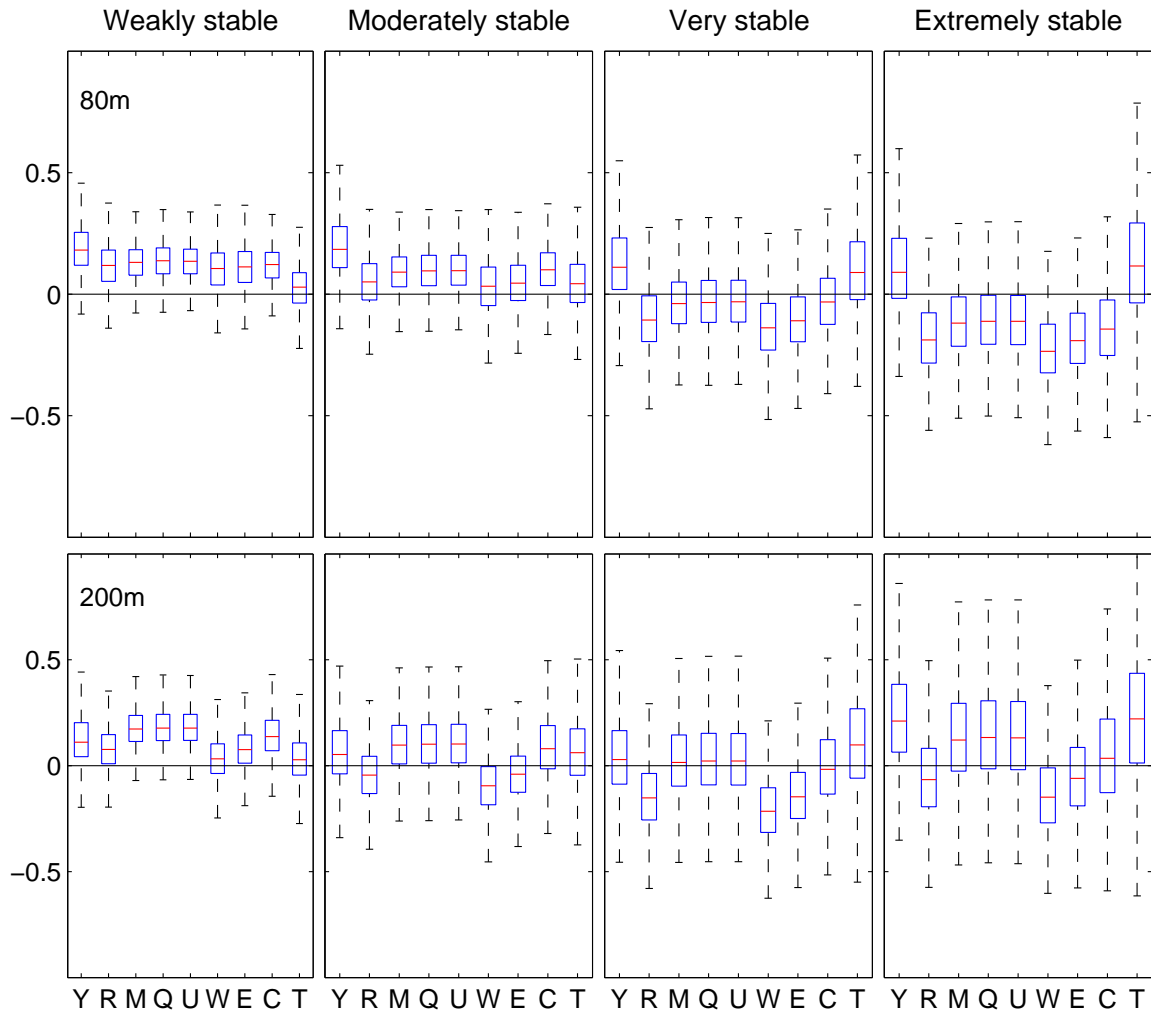 Weakly stable Moderately stable Very stable Extremely stable
80m
0.5
0
−0.5
200m
0.5
0
−0.5
Y R M Q U W E C T Y R M Q U W E C T Y R M Q U W E C T Y R M Q U W E C T